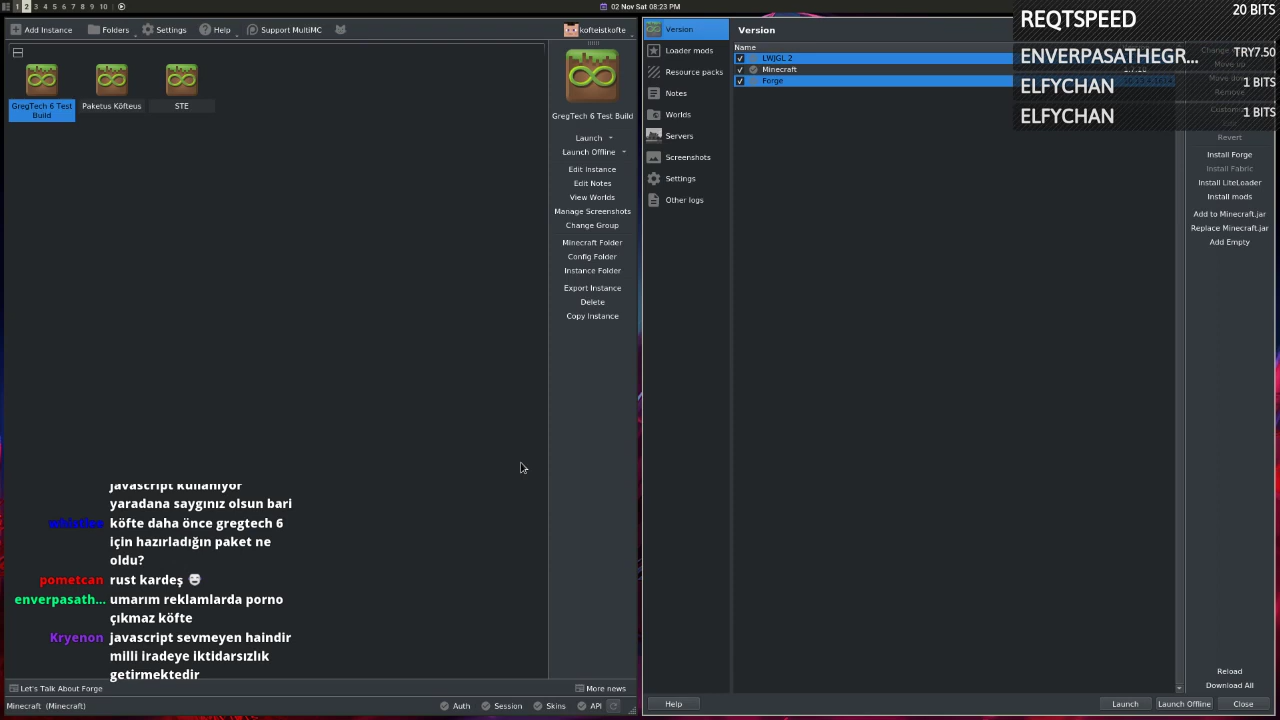 1 2 3 4 5 6 7 8 9 10
02 Nov Sat 08:23 PM
REQTSPEED 20 BITS
ENVERPASATHEGR... TRY7.50
ELFYCHAN 1 BITS
ELFYCHAN 1 BITS
Add Instance Folders Settings Help Support MultiMC kofteistkofte
GregTech 6 Test Build
Paketus Köfteus
STE
GregTech 6 Test Build
Launch
Launch Offline
Edit Instance
Edit Notes
View Worlds
Manage Screenshots
Change Group
Minecraft Folder
Config Folder
Instance Folder
Export Instance
Delete
Copy Instance
javascript kullanıyor
yaradana saygınız olsun bari
köfte daha önce gregtech 6
için hazırladığın paket ne
oldu?
pometcan rust kardeş
enverpasath... umarım reklamlarda porno
çıkmaz köfte
Kryenon javascript sevmeyen haindir
milli iradeye iktidarsızlık
getirmektedir
Let's Talk About Forge More news
Minecraft (Minecraft) Auth Session Skins API
Version
Loader mods
Resource packs
Notes
Worlds
Servers
Screenshots
Settings
Other logs
Version
Name
LWJGL 2
Minecraft
Forge
Revert
Install Forge
Install Fabric
Install LiteLoader
Install mods
Add to Minecraft.jar
Replace Minecraft.jar
Add Empty
Reload
Download All
Help Launch Launch Offline Close